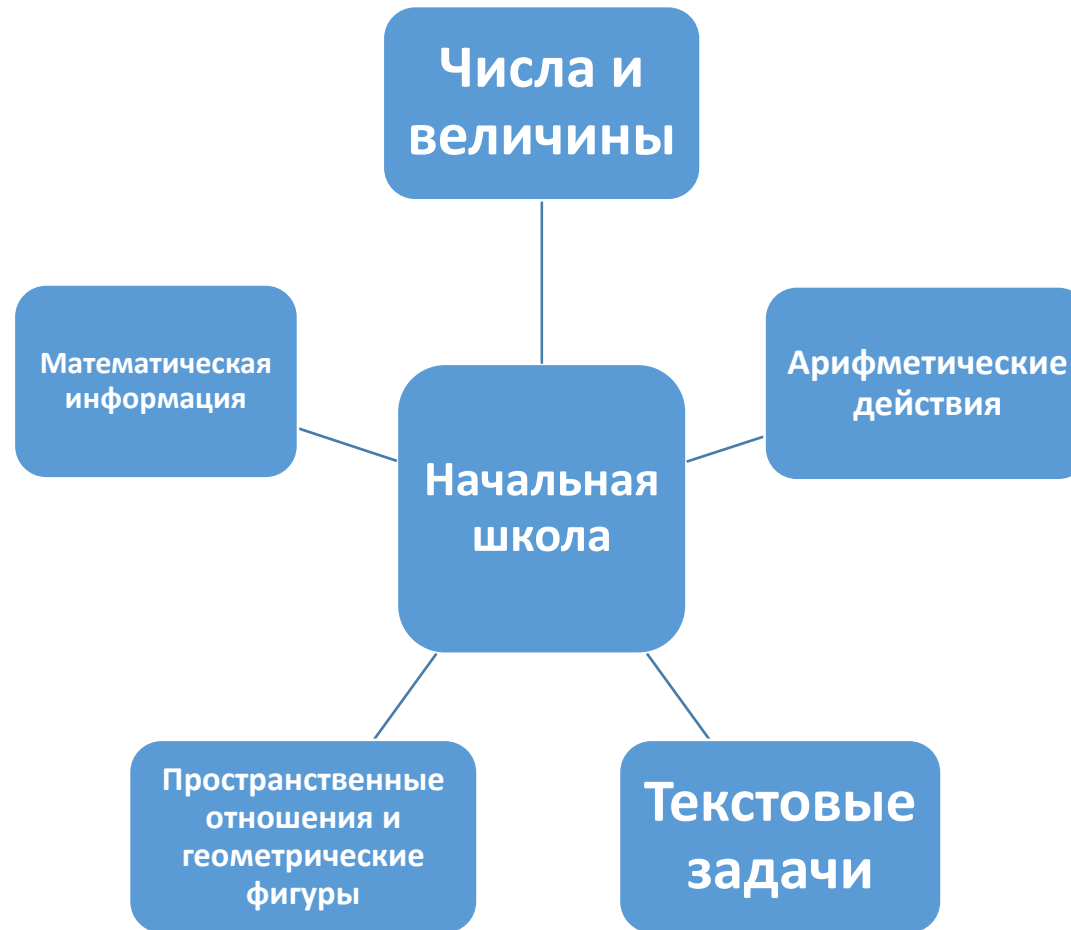 Числа и
величины
Математическая
информация
Арифметические
действия
Начальная
школа
Пространственные
отношения и
геометрические
фигуры
Текстовые
задачи